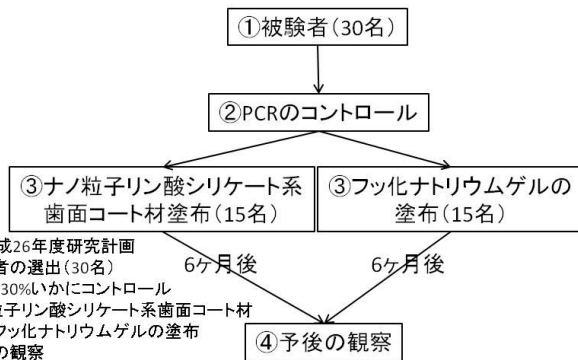 ①被験者(30名)
②PCRのコントロール
③ナノ粒子リン酸シリケート系
歯面コート材塗布(15名)
③フッ化ナトリウムゲルの
塗布(15名)
成26年度研究計画
者の選出(30名)
30%いかにコントロール
粒子リン酸シリケート系歯面コート材
フッ化ナトリウムゲルの塗布
の観察
6ヶ月後
6ヶ月後
④予後の観察